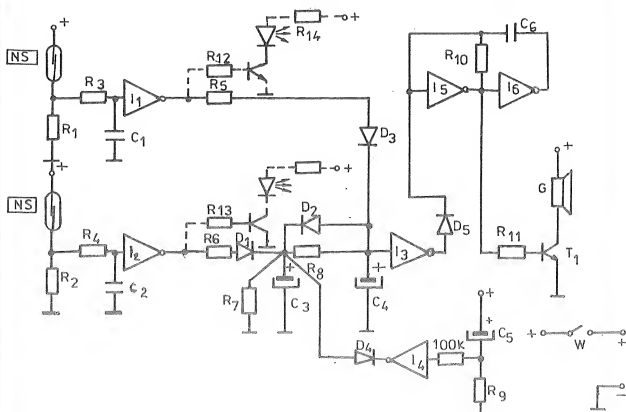 + + C6
NS R12 R14 R10
R3 R5 I5 I6
I1
R1 C1 D3 +
+ G
NS + D5
R13 D2 R11
R4 R6 D1 T1
I2 R8 I3
R2 C2 + +
R7 C3 C4 +
+ C5 + W +
D4 I4 100K
R9 −